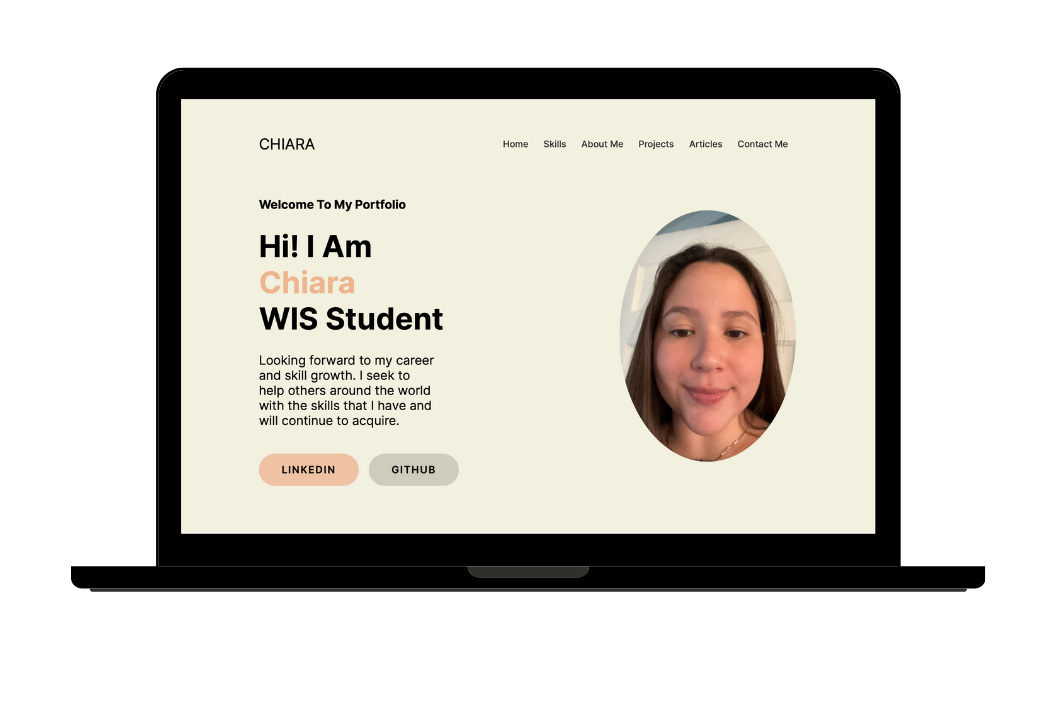 CHIARA
Home Skills About Me Projects Articles Contact Me
Welcome To My Portfolio
Hi! I Am
Chiara
WIS Student
Looking forward to my career
and skill growth. I seek to
help others around the world
with the skills that I have and
will continue to acquire.
LINKEDIN GITHUB